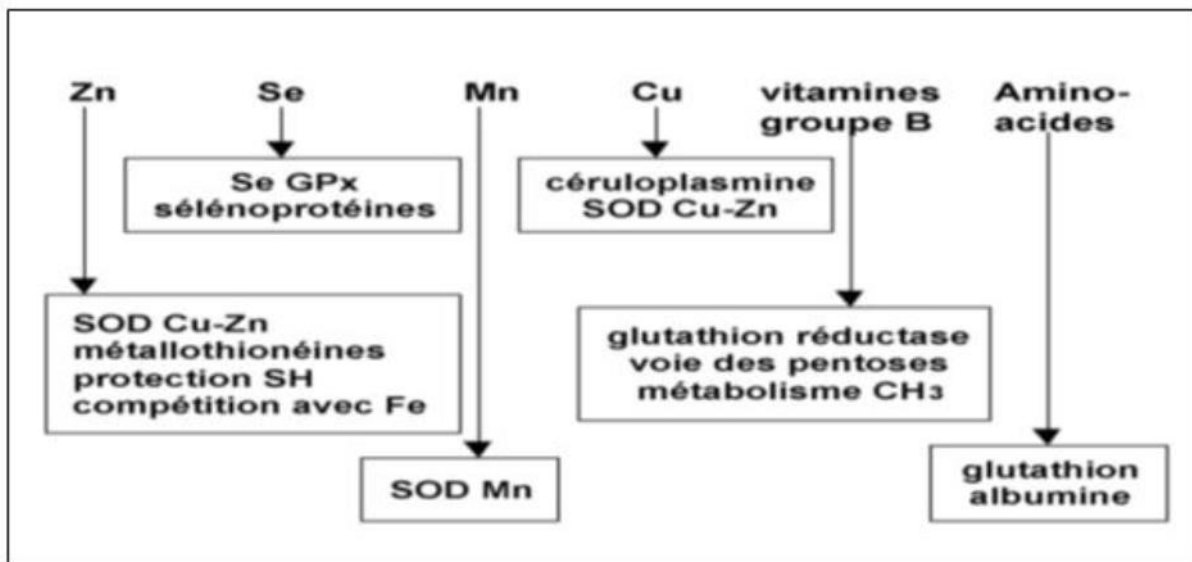 Zn
Se
Mn
Cu
vitamines
groupe B
Amino-
acides
Se GPx
sélénoprotéines
céruloplasmine
SOD Cu-Zn
SOD Cu-Zn
métallothionéines
protection SH
compétition avec Fe
glutathion réductase
voie des pentoses
métabolisme CH3
SOD Mn
glutathion
albumine